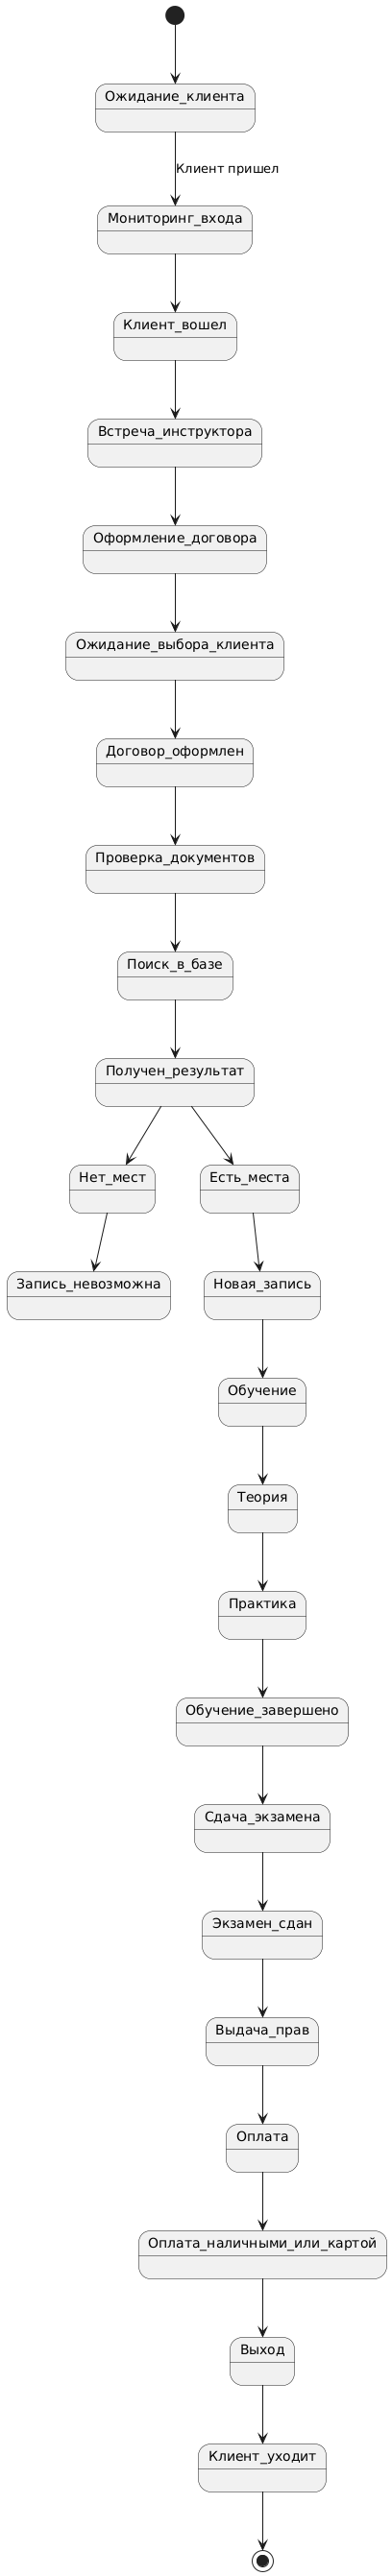 Ожидание_клиента
Клиент пришел
Мониторинг_входа
Клиент_вошел
Встреча_инструктора
Оформление_договора
Ожидание_выбора_клиента
Договор_оформлен
Проверка_документов
Поиск_в_базе
Получен_результат
Нет_мест
Есть_места
Запись_невозможна
Новая_запись
Обучение
Теория
Практика
Обучение_завершено
Сдача_экзамена
Экзамен_сдан
Выдача_прав
Оплата
Оплата_наличными_или_картой
Выход
Клиент_уходит